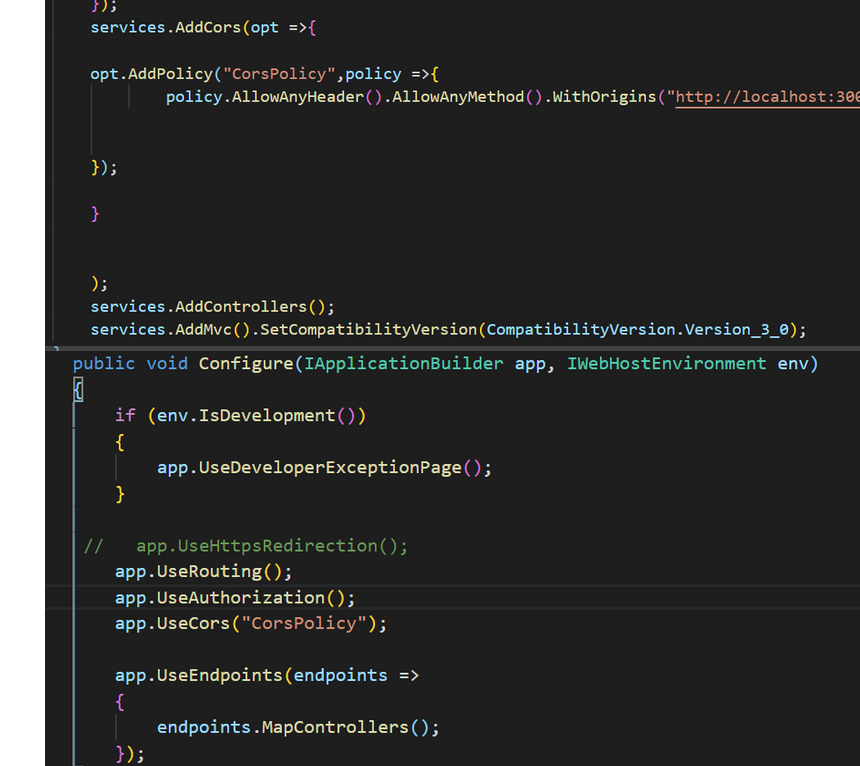 });
services.AddCors(opt =>{
opt.AddPolicy("CorsPolicy",policy =>{
policy.AllowAnyHeader().AllowAnyMethod().WithOrigins("http://localhost:300
});
}
);
services.AddControllers();
services.AddMvc().SetCompatibilityVersion(CompatibilityVersion.Version_3_0);
public void Configure(IApplicationBuilder app, IWebHostEnvironment env)
{
if (env.IsDevelopment())
{
app.UseDeveloperExceptionPage();
}
// app.UseHttpsRedirection();
app.UseRouting();
app.UseAuthorization();
app.UseCors("CorsPolicy");
app.UseEndpoints(endpoints =>
{
endpoints.MapControllers();
});